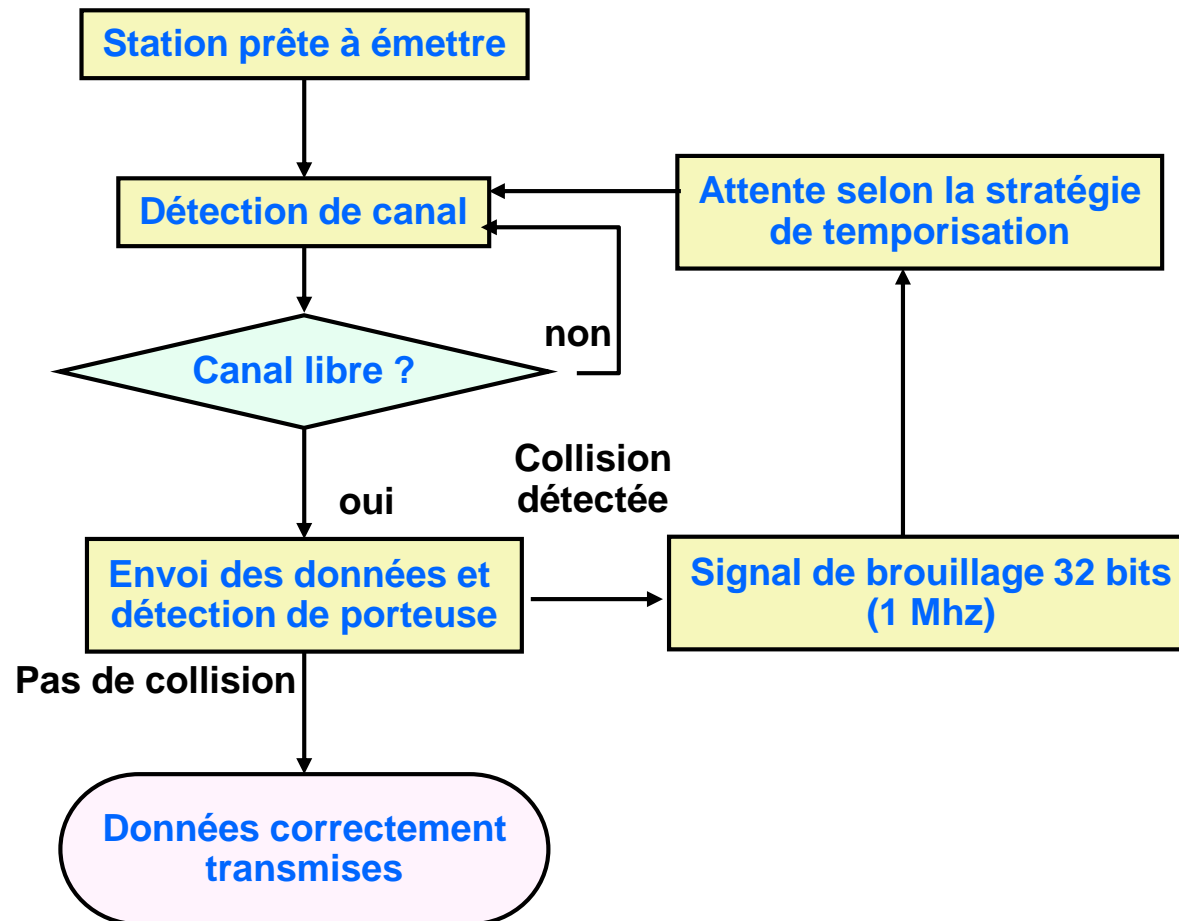 Station prête à émettre
Détection de canal
Attente selon la stratégie
de temporisation
non
Canal libre ?
Collision
détectée
oui
Envoi des données et
détection de porteuse
Signal de brouillage 32 bits
(1 Mhz)
Pas de collision
Données correctement
transmises